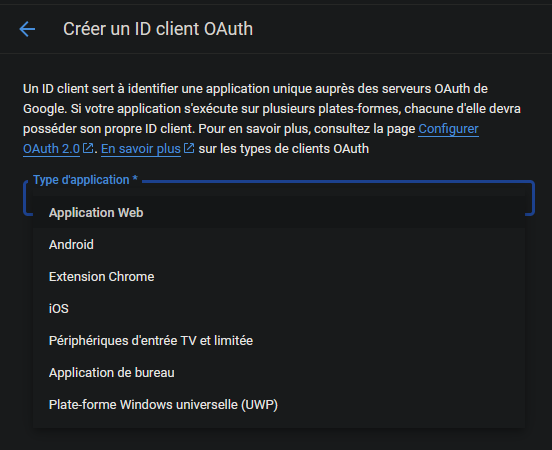 Créer un ID client OAuth
Un ID client sert à identifier une application unique auprès des serveurs OAuth de
Google. Si votre application s'exécute sur plusieurs plates-formes, chacune d'elle devra
posséder son propre ID client. Pour en savoir plus, consultez la page Configurer
OAuth 2.0. En savoir plus sur les types de clients OAuth
Type d'application *
Application Web
Android
Extension Chrome
iOS
Périphériques d'entrée TV et limitée
Application de bureau
Plate-forme Windows universelle (UWP)